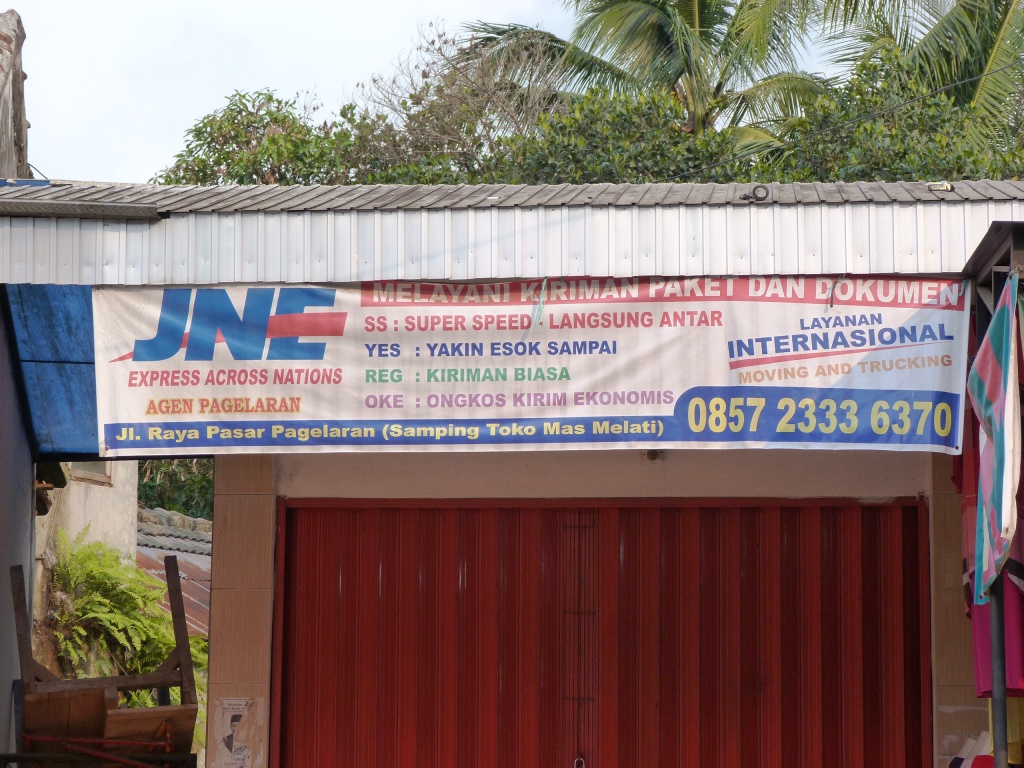 JNE
EXPRESS ACROSS NATIONS
AGEN PAGELARAN
MELAYANI KIRIMAN PAKET DAN DOKUMEN
SS : SUPER SPEED - LANGSUNG ANTAR
YES : YAKIN ESOK SAMPAI
REG : KIRIMAN BIASA
OKE : ONGKOS KIRIM EKONOMIS
LAYANAN
INTERNASIONAL
MOVING AND TRUCKING
Jl. Raya Pasar Pagelaran (Samping Toko Mas Melati)
0857 2333 6370